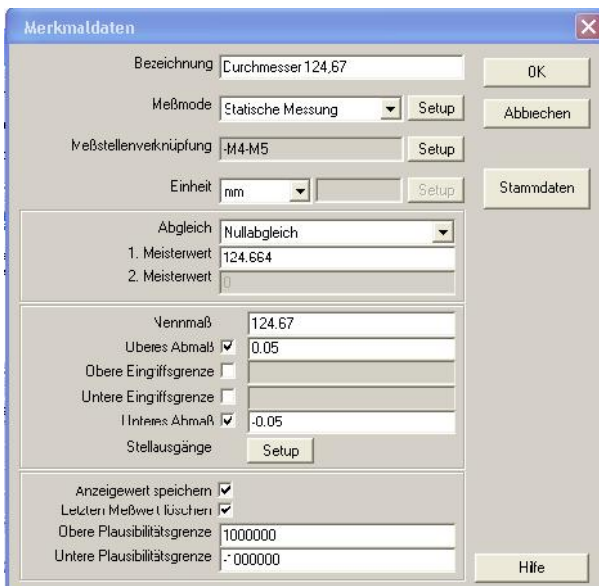 Merkmaldaten
Bezeichnung Durchmesser 124,67
OK
Meßmode Statische Messung Setup
Abbrechen
Meßstellenverknüpfung -M4-M5 Setup
Einheit mm Setup
Stammdaten
Abgleich Nullabgleich
1. Meisterwert 124.664
2. Meisterwert 0
Nennmaß 124.67
Oberes Abmaß 0.05
Obere Eingriffsgrenze
Untere Eingriffsgrenze
Unteres Abmaß -0.05
Stellausgänge Setup
Anzeigewert speichern
Letzten Meßwert löschen
Obere Plausibilitätsgrenze 1000000
Untere Plausibilitätsgrenze -1000000
Hilfe